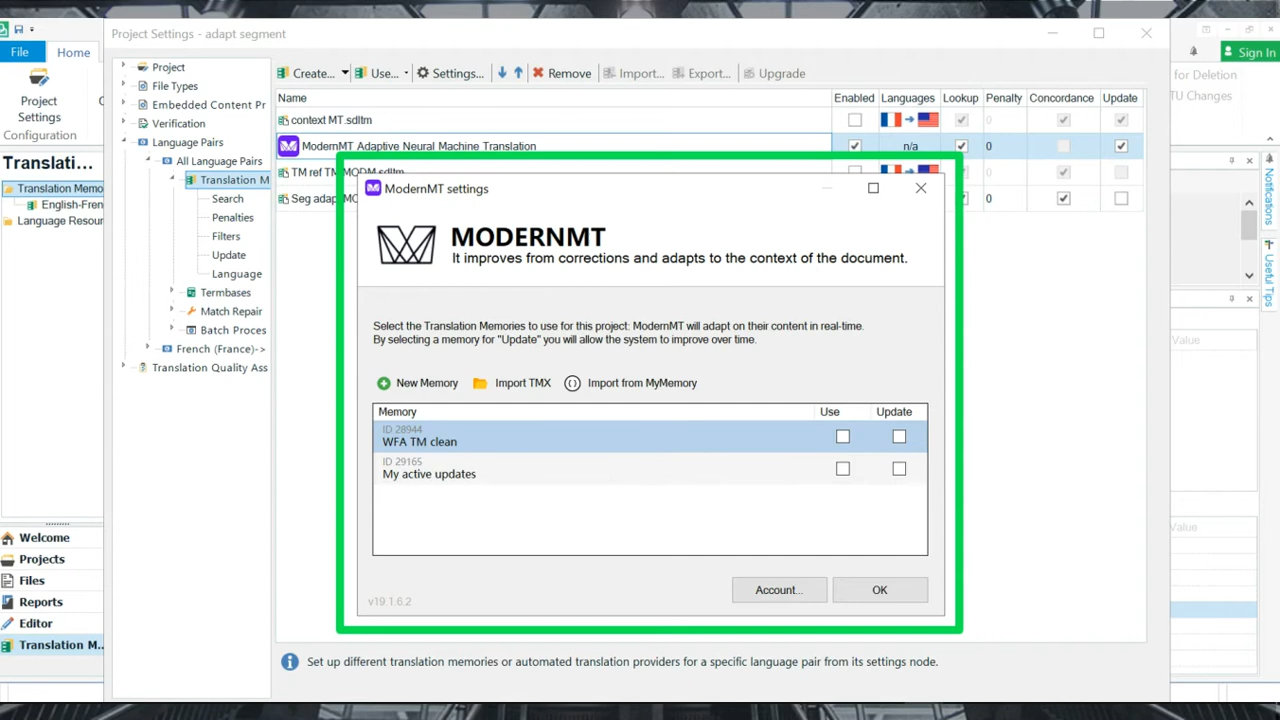 Project Settings - adapt segment
File
Home
Sign In
Project
Settings
Configuration
for Deletion
TU Changes
Project
File Types
Embedded Content Pr
Verification
Language Pairs
All Language Pairs
Translation M
Search
Penalties
Filters
Update
Language
Termbases
Match Repair
Batch Proces
French (France)->
Translation Quality Ass
Create...
Use...
Settings...
Remove
Import...
Export...
Upgrade
Name
Enabled
Languages
Lookup
Penalty
Concordance
Update
context MT.sdltm
0
ModernMT Adaptive Neural Machine Translation
n/a
0
TM ref TM MODM.sdltm
0
Seg adap
0
Translati...
Translation Memo
English-Fren
Language Resour
Welcome
Projects
Files
Reports
Editor
Translation M..
ModernMT settings
MODERNMT
It improves from corrections and adapts to the context of the document.
Select the Translation Memories to use for this project: ModernMT will adapt on their content in real-time.
By selecting a memory for "Update" you will allow the system to improve over time.
New Memory
Import TMX
Import from MyMemory
Memory
Use
Update
ID 28944
WFA TM clean
ID 29165
My active updates
v19.1.6.2
Account...
OK
Set up different translation memories or automated translation providers for a specific language pair from its settings node.
Notifications
Useful Tips
Value
Value